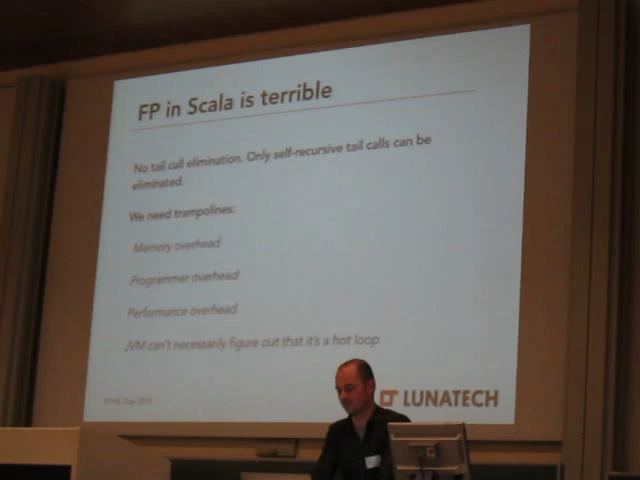 FP in Scala is terrible
No tail call elimination. Only self-recursive tail calls can be
eliminated.
We need trampolines:
Memory overhead
Programmer overhead
Performance overhead
JVM can't necessarily figure out that it's a hot loop
LUNATECH